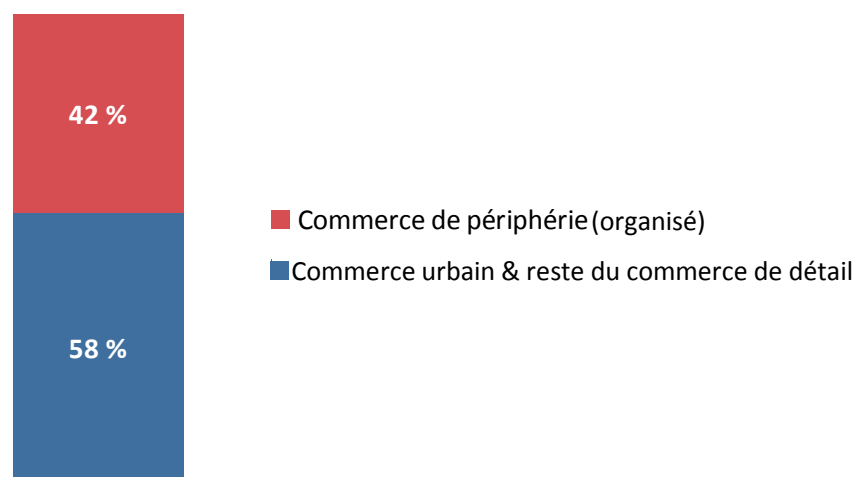 42 %
Commerce de périphérie (organisé)
Commerce urbain & reste du commerce de détail
58 %